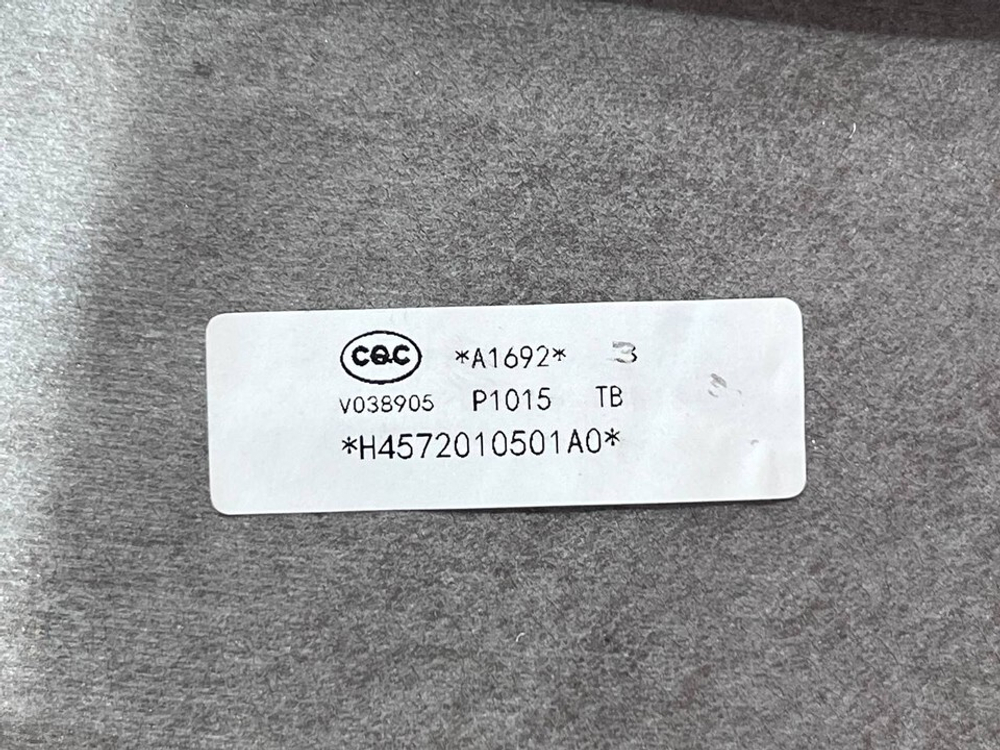 CQC *A1692* 3
V038905 P1015 TB
*H4572010501A0*